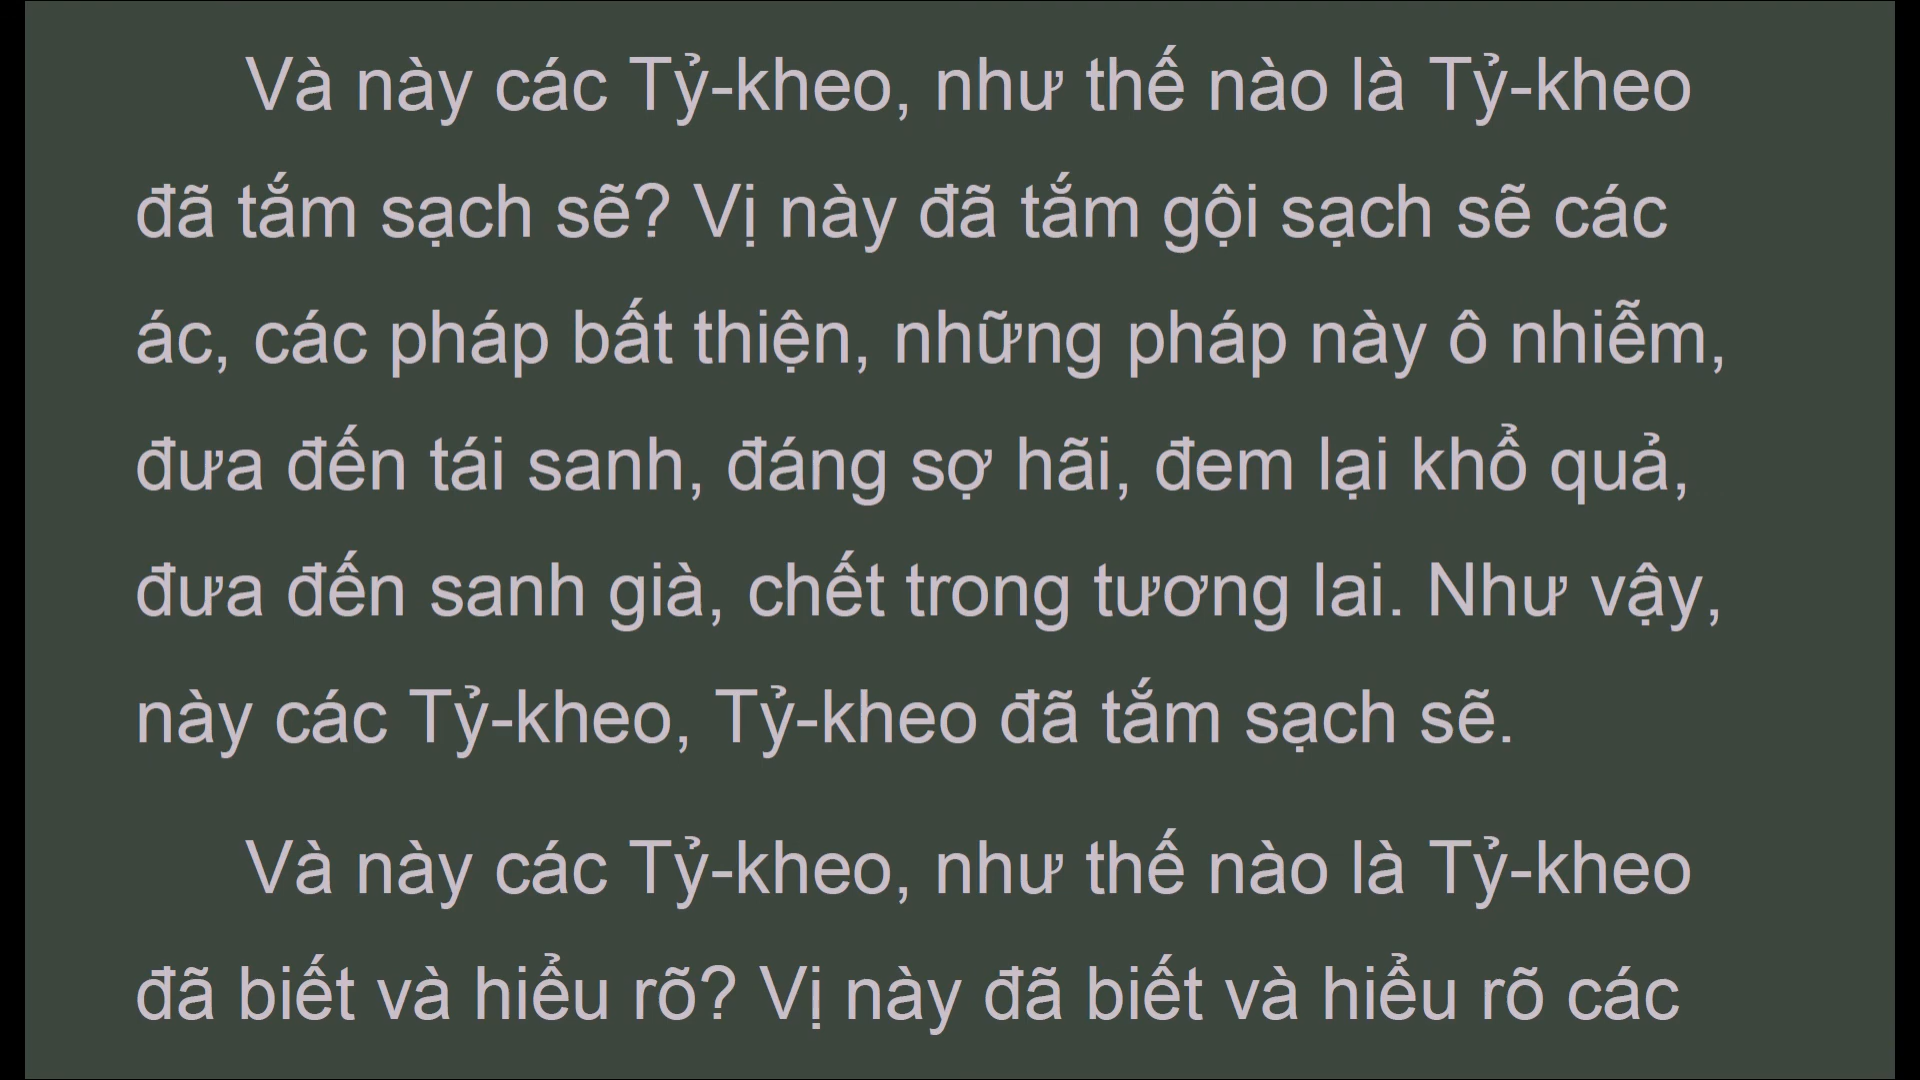 Và này các Tỷ-kheo, như thế nào là Tỷ-kheo
đã tắm sạch sẽ? Vị này đã tắm gội sạch sẽ các
ác, các pháp bất thiện, những pháp này ô nhiễm,
đưa đến tái sanh, đáng sợ hãi, đem lại khổ quả,
đưa đến sanh già, chết trong tương lai. Như vậy,
này các Tỷ-kheo, Tỷ-kheo đã tắm sạch sẽ.
Và này các Tỷ-kheo, như thế nào là Tỷ-kheo
đã biết và hiểu rõ? Vị này đã biết và hiểu rõ các